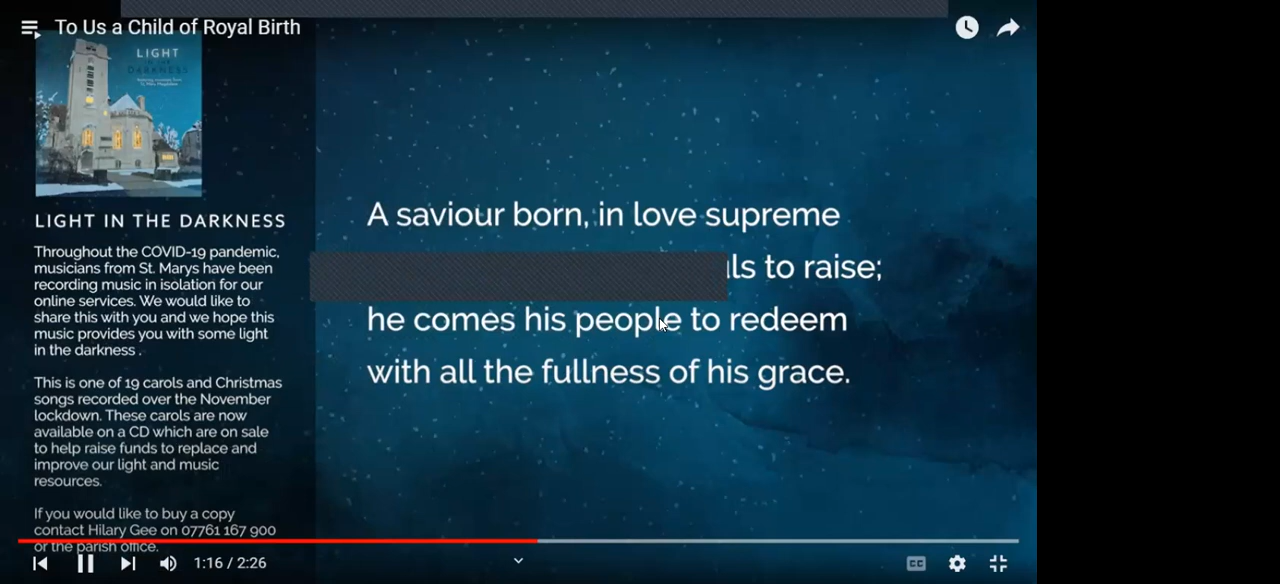 To Us a Child of Royal Birth
LIGHT
IN THE
DARKNESS
LIGHT IN THE DARKNESS
Throughout the COVID-19 pandemic,
musicians from St. Marys have been
recording music in isolation for our
online services. We would like to
share this with you and we hope this
music provides you with some light
in the darkness .
This is one of 19 carols and Christmas
songs recorded over the November
lockdown. These carols are now
available on a CD which are on sale
to help raise funds to replace and
improve our light and music
resources.
If you would like to buy a copy
contact Hilary Gee on 07761 167 900
or the parish office.
A saviour born, in love supreme
to raise;
he comes his people to redeem
with all the fullness of his grace.
1:16 / 2:26
CC